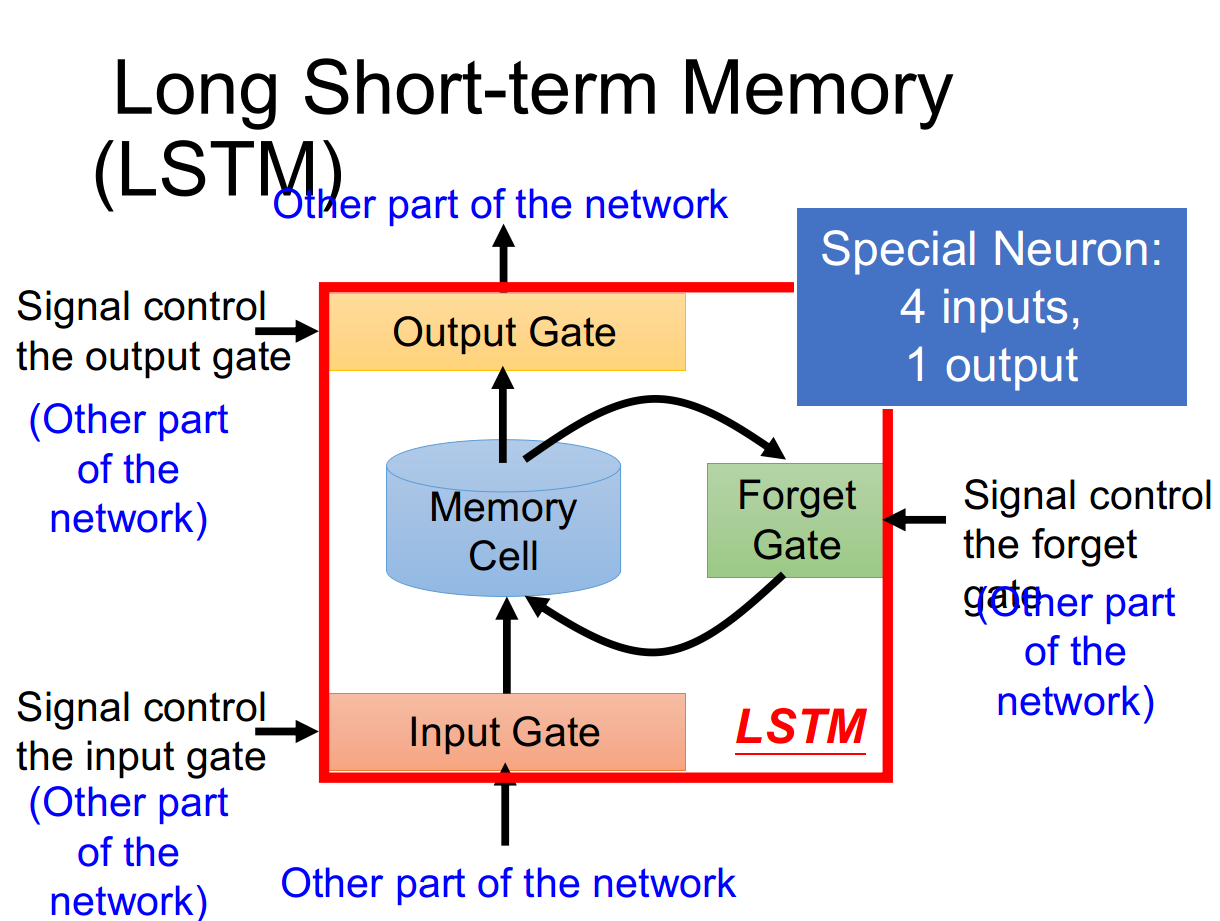 Long Short-term Memory
(LSTM)
Other part of the network
Special Neuron:
4 inputs,
1 output
Signal control
the output gate
(Other part
of the
network)
Output Gate
Memory
Cell
Forget
Gate
Signal control
the forget
gate
(Other part
of the
network)
Signal control
the input gate
(Other part
of the
network)
Input Gate
LSTM
Other part of the network